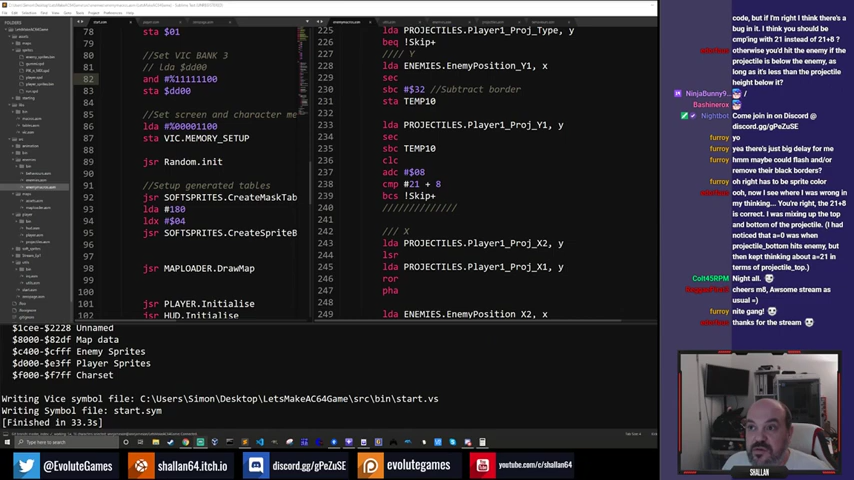 FOLDERS
78
sta $01
79
80
//Set VIC BANK 3
81
// lda $dd00
82
and #%11111100
83
sta $dd00
84
85
//Set screen and character me
86
lda #%00001100
87
sta VIC.MEMORY_SETUP
88
89
jsr Random.init
90
91
//Setup generated tables
92
jsr SOFTSPRITES.CreateMaskTab
93
lda #180
94
ldx #$04
95
jsr SOFTSPRITES.CreateSpriteB
98
jsr MAPLOADER.DrawMap
100
101
jsr PLAYER.Initialise
102
jsr HUD.Initialise
225
lda PROJECTILES.Player1_Proj_Type, y
226
beq !Skip+
227
//// Y
228
lda ENEMIES.EnemyPosition_Y1, x
229
sec
230
sbc #$32 //Subtract border
231
sta TEMP10
232
233
lda PROJECTILES.Player1_Proj_Y1, y
234
sec
235
sbc TEMP10
236
clc
237
adc #$08
238
cmp #21 + 8
239
bcs !Skip+
240
//////////////
241
242
/// X
243
lda PROJECTILES.Player1_Proj_X2, y
244
lsr
245
lda PROJECTILES.Player1_Proj_X1, y
246
ror
247
pha
248
249
lda ENEMIES.EnemyPosition X2, x
$1cee-$2228 Unnamed
$8000-$82df Map data
$c400-$cfff Enemy Sprites
$d000-$e3ff Player Sprites
$f000-$f7ff Charset
Writing Vice symbol file: C:\Users\Simon\Desktop\LetsMakeAC64Game\src\bin\start.vs
Writing Symbol file: start.sym
[Finished in 33.3s]
Type here to search
code, but if I'm right I think there's a
bug in it. I think you should be
cmp'ing with 21 instead of 21+8 ?
otherwise you'd hit the enemy if the
projectile is below the enemy, as
long as it's less than the projectile
height below it?
NinjaBunny9... /
Bashinerox
Nightbot Come join in on Discord @
discord.gg/gPeZuSE
furroy yo
furroy yea there's just big delay for me
furroy hmm maybe could flash and/or
remove their black borders?
furroy oh right has to be sprite color
ooh, now I see where I was wrong
in my thinking... You're right, the 21+8
is correct. I was mixing up the top
and bottom of the projectile. (I had
noticed that a=0 when
projectile_bottom hits enemy, but
then kept thinking about a=21 in
terms of projectile_top.)
Colt45RPM Night all.
cheers m8, Awsome stream as
usual =)
furroy nite gang!
thanks for the stream
SHALLAN
@EvoluteGames
shallan64.itch.io
discord.gg/gPeZuSE
evolutegames
youtube.com/c/shallan64